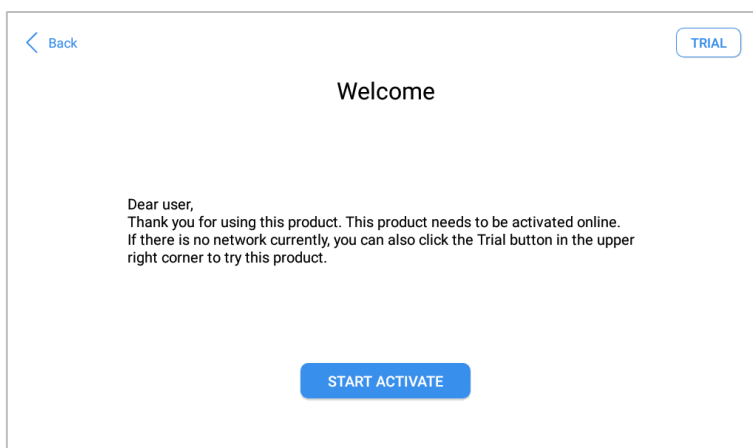 Back
TRIAL
Welcome
Dear user,
Thank you for using this product. This product needs to be activated online.
If there is no network currently, you can also click the Trial button in the upper
right corner to try this product.
START ACTIVATE